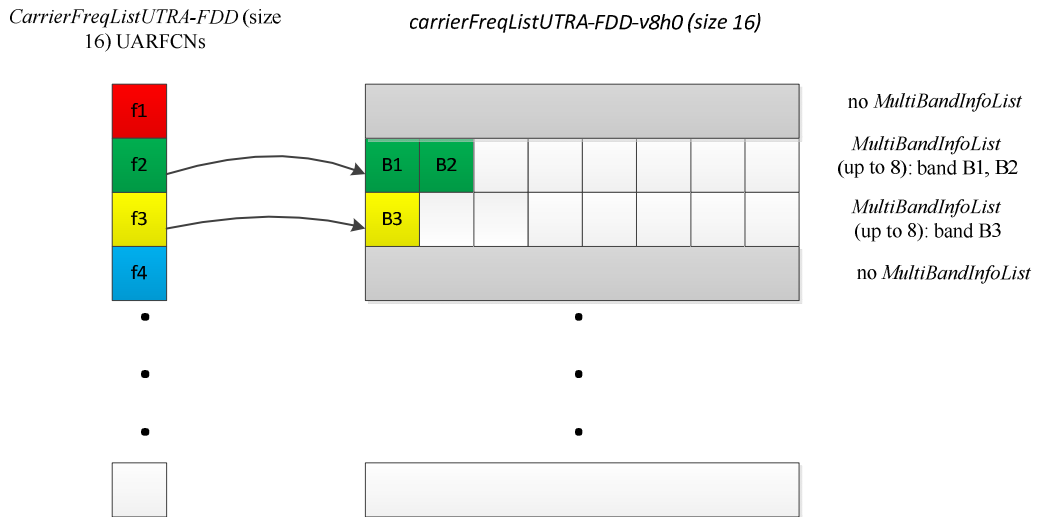 CarrierFreqListUTRA-FDD (size
16) UARFCNs
carrierFreqListUTRA-FDD-v8h0 (size 16)
f1
no MultiBandInfoList
f2
B1
B2
MultiBandInfoList
(up to 8): band B1, B2
f3
B3
MultiBandInfoList
(up to 8): band B3
f4
no MultiBandInfoList